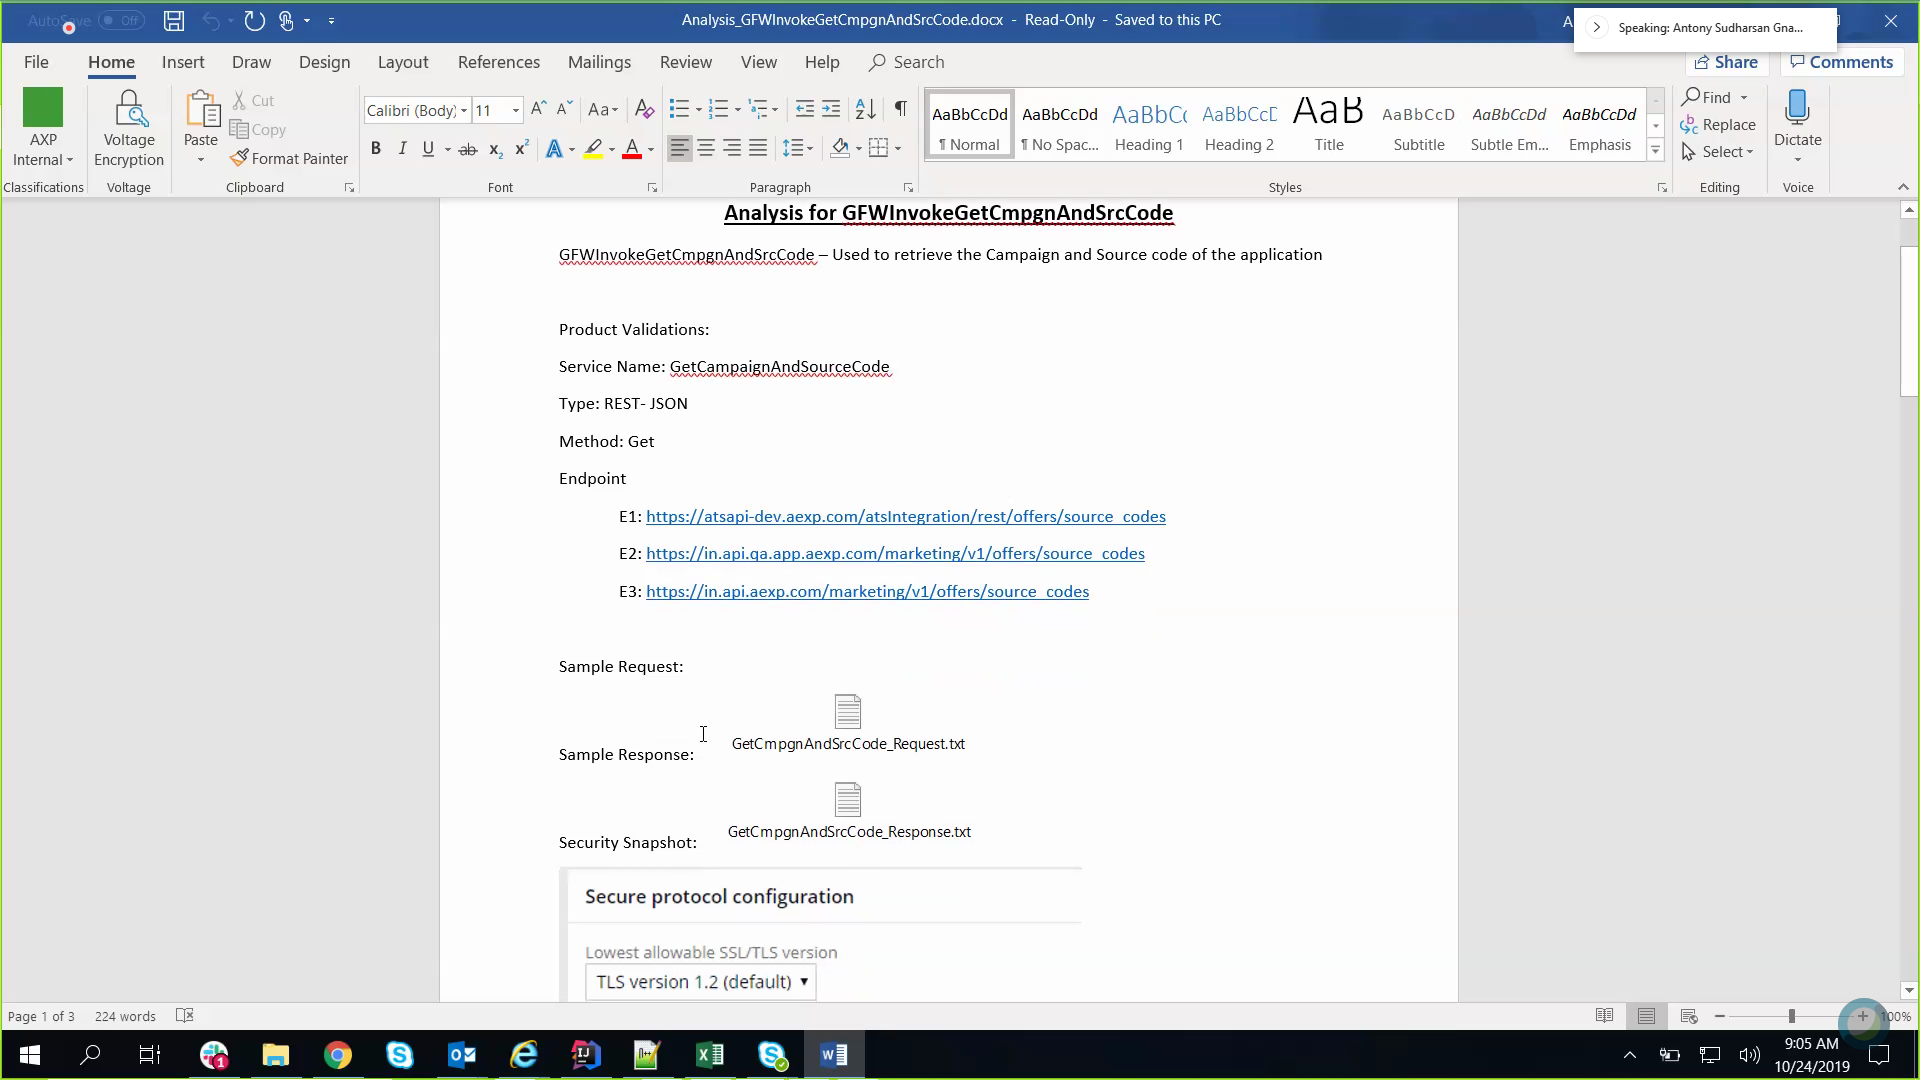 AutoSave Off
Analysis_GFWInvokeGetCmpgnAndSrcCode.docx - Read-Only - Saved to this PC
Speaking: Antony Sudharsan Gna...
File Home Insert Draw Design Layout References Mailings Review View Help Search
Share Comments
AXP Internal
Classifications
Voltage Encryption
Voltage
Paste
Cut
Copy
Format Painter
Clipboard
Calibri (Body) 11
Font
Paragraph
AaBbCcDd AaBbCcDd AaBbCc AaBbCcD AaB AaBbCcD AaBbCcDd AaBbCcDd
¶ Normal ¶ No Spac... Heading 1 Heading 2 Title Subtitle Subtle Em... Emphasis
Styles
Find
Replace
Select
Editing
Dictate
Voice
Analysis for GFWInvokeGetCmpgnAndSrcCode
GFWInvokeGetCmpgnAndSrcCode – Used to retrieve the Campaign and Source code of the application
Product Validations:
Service Name: GetCampaignAndSourceCode
Type: REST- JSON
Method: Get
Endpoint
E1: https://atsapi-dev.aexp.com/atsIntegration/rest/offers/source_codes
E2: https://in.api.qa.app.aexp.com/marketing/v1/offers/source_codes
E3: https://in.api.aexp.com/marketing/v1/offers/source_codes
Sample Request:
GetCmpgnAndSrcCode_Request.txt
Sample Response:
GetCmpgnAndSrcCode_Response.txt
Security Snapshot:
Secure protocol configuration
Lowest allowable SSL/TLS version
TLS version 1.2 (default)
Page 1 of 3 224 words
100%
9:05 AM
10/24/2019